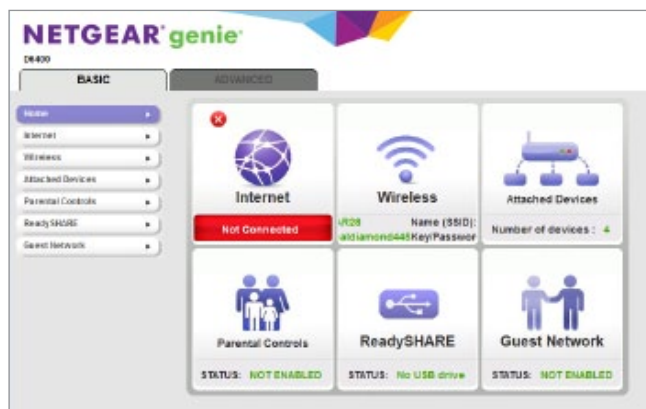 NETGEAR genie
D6400
BASIC
ADVANCED
Home
Internet
Wireless
Attached Devices
Parental Controls
ReadySHARE
Guest Network
Internet
Not Connected
Wireless
Name (SSID):
Attached Devices
Number of devices : 4
Parental Controls
STATUS: NOT ENABLED
ReadySHARE
STATUS: No USB drive
Guest Network
STATUS: NOT ENABLED